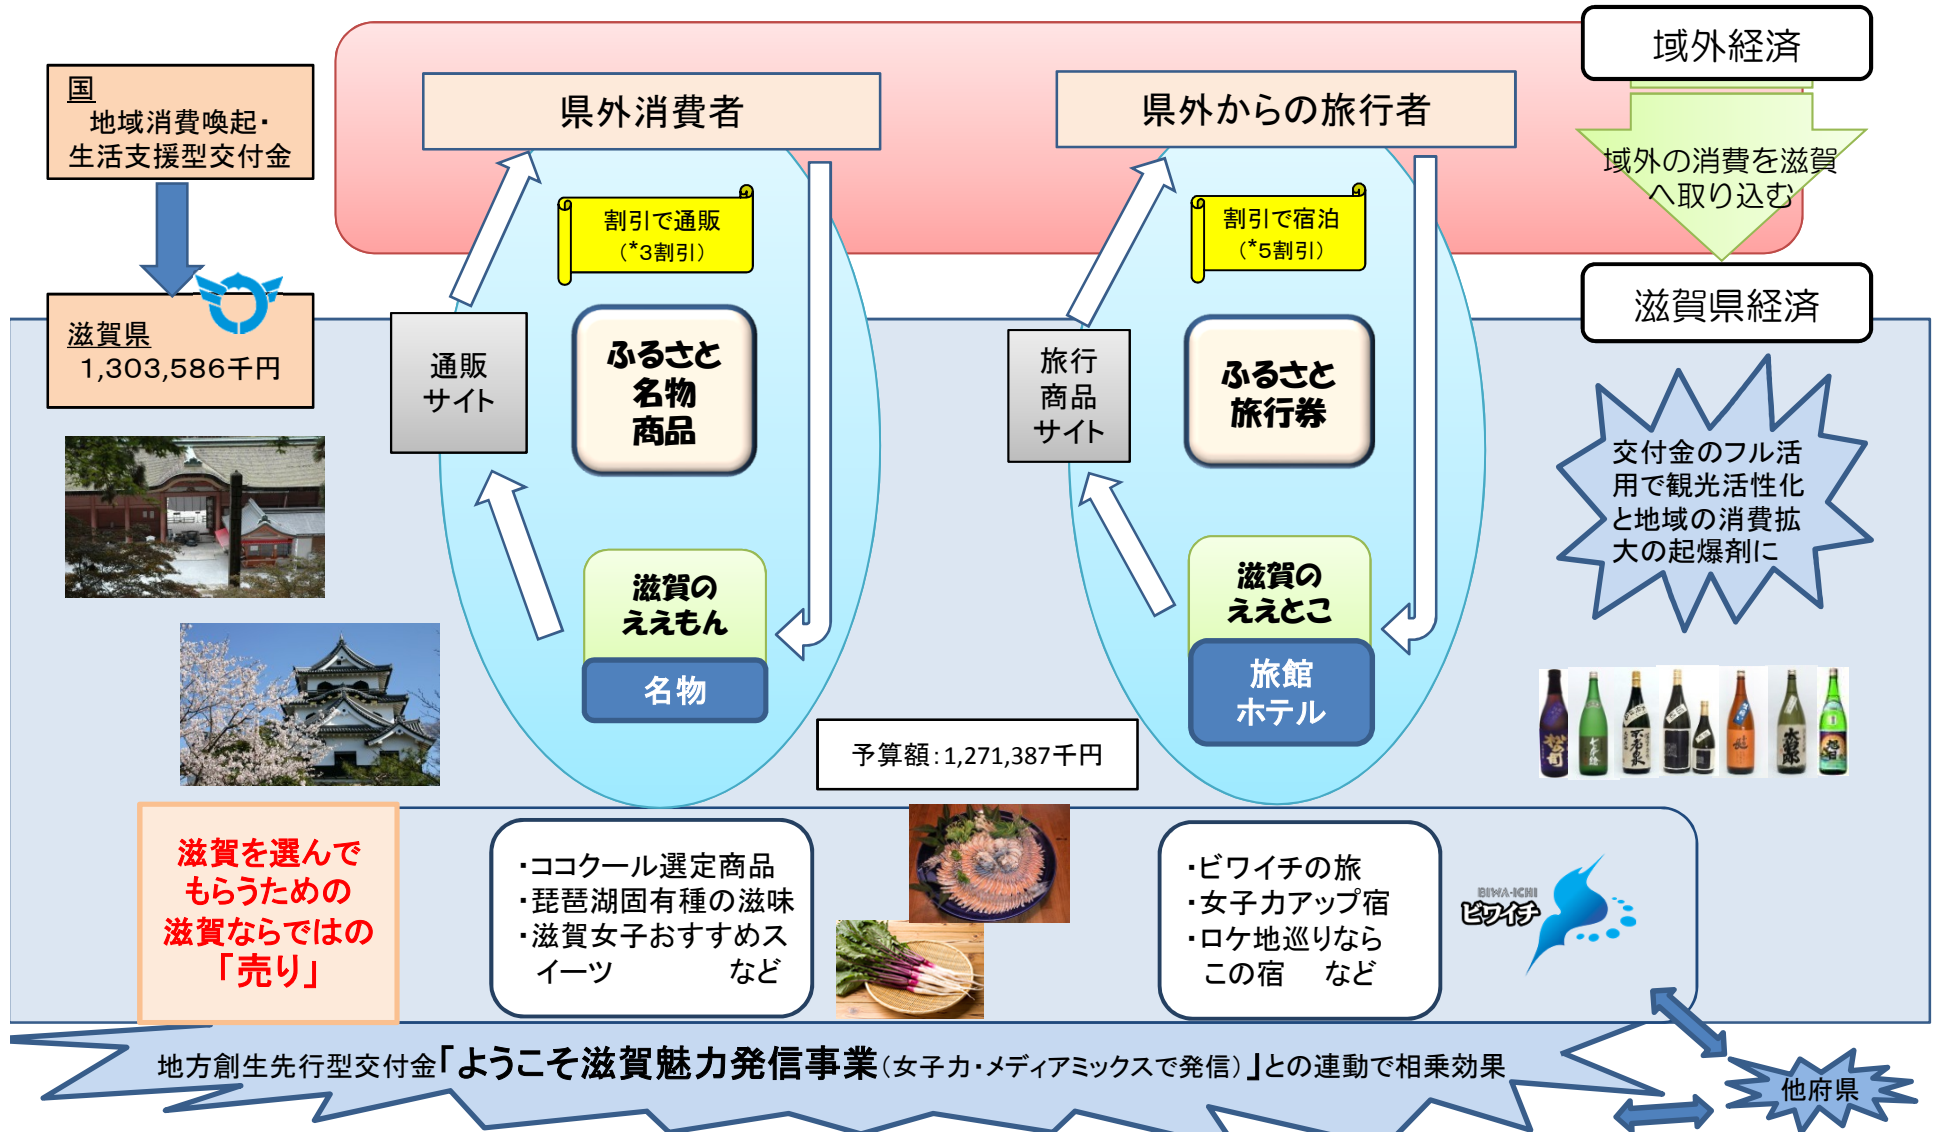 域外経済
国
地域消費喚起・
生活支援型交付金
県外消費者
県外からの旅行者
域外の消費を滋賀
へ取り込む
割引で通販
(*3割引)
割引で宿泊
(*5割引)
滋賀県経済
滋賀県
1,303,586千円
通販
サイト
ふるさと
名物
商品
旅行
商品
サイト
ふるさと
旅行券
交付金のフル活
用で観光活性化
と地域の消費拡
大の起爆剤に
滋賀の
ええもん
名物
滋賀の
ええとこ
旅館
ホテル
予算額：1,271,387千円
滋賀を選んで
もらうための
滋賀ならではの
「売り」
・ココクール選定商品
・琵琶湖固有種の滋味
・滋賀女子おすすめス
イーツ　など
・ビワイチの旅
・女子力アップ宿
・ロケ地巡りなら
この宿　など
BIWA-ICHI
ビワイチ
地方創生先行型交付金「ようこそ滋賀魅力発信事業(女子力・メディアミックスで発信)」との連動で相乗効果
他府県